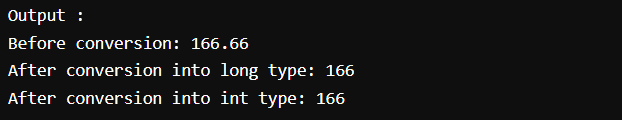 Output :
Before conversion: 166.66
After conversion into long type: 166
After conversion into int type: 166